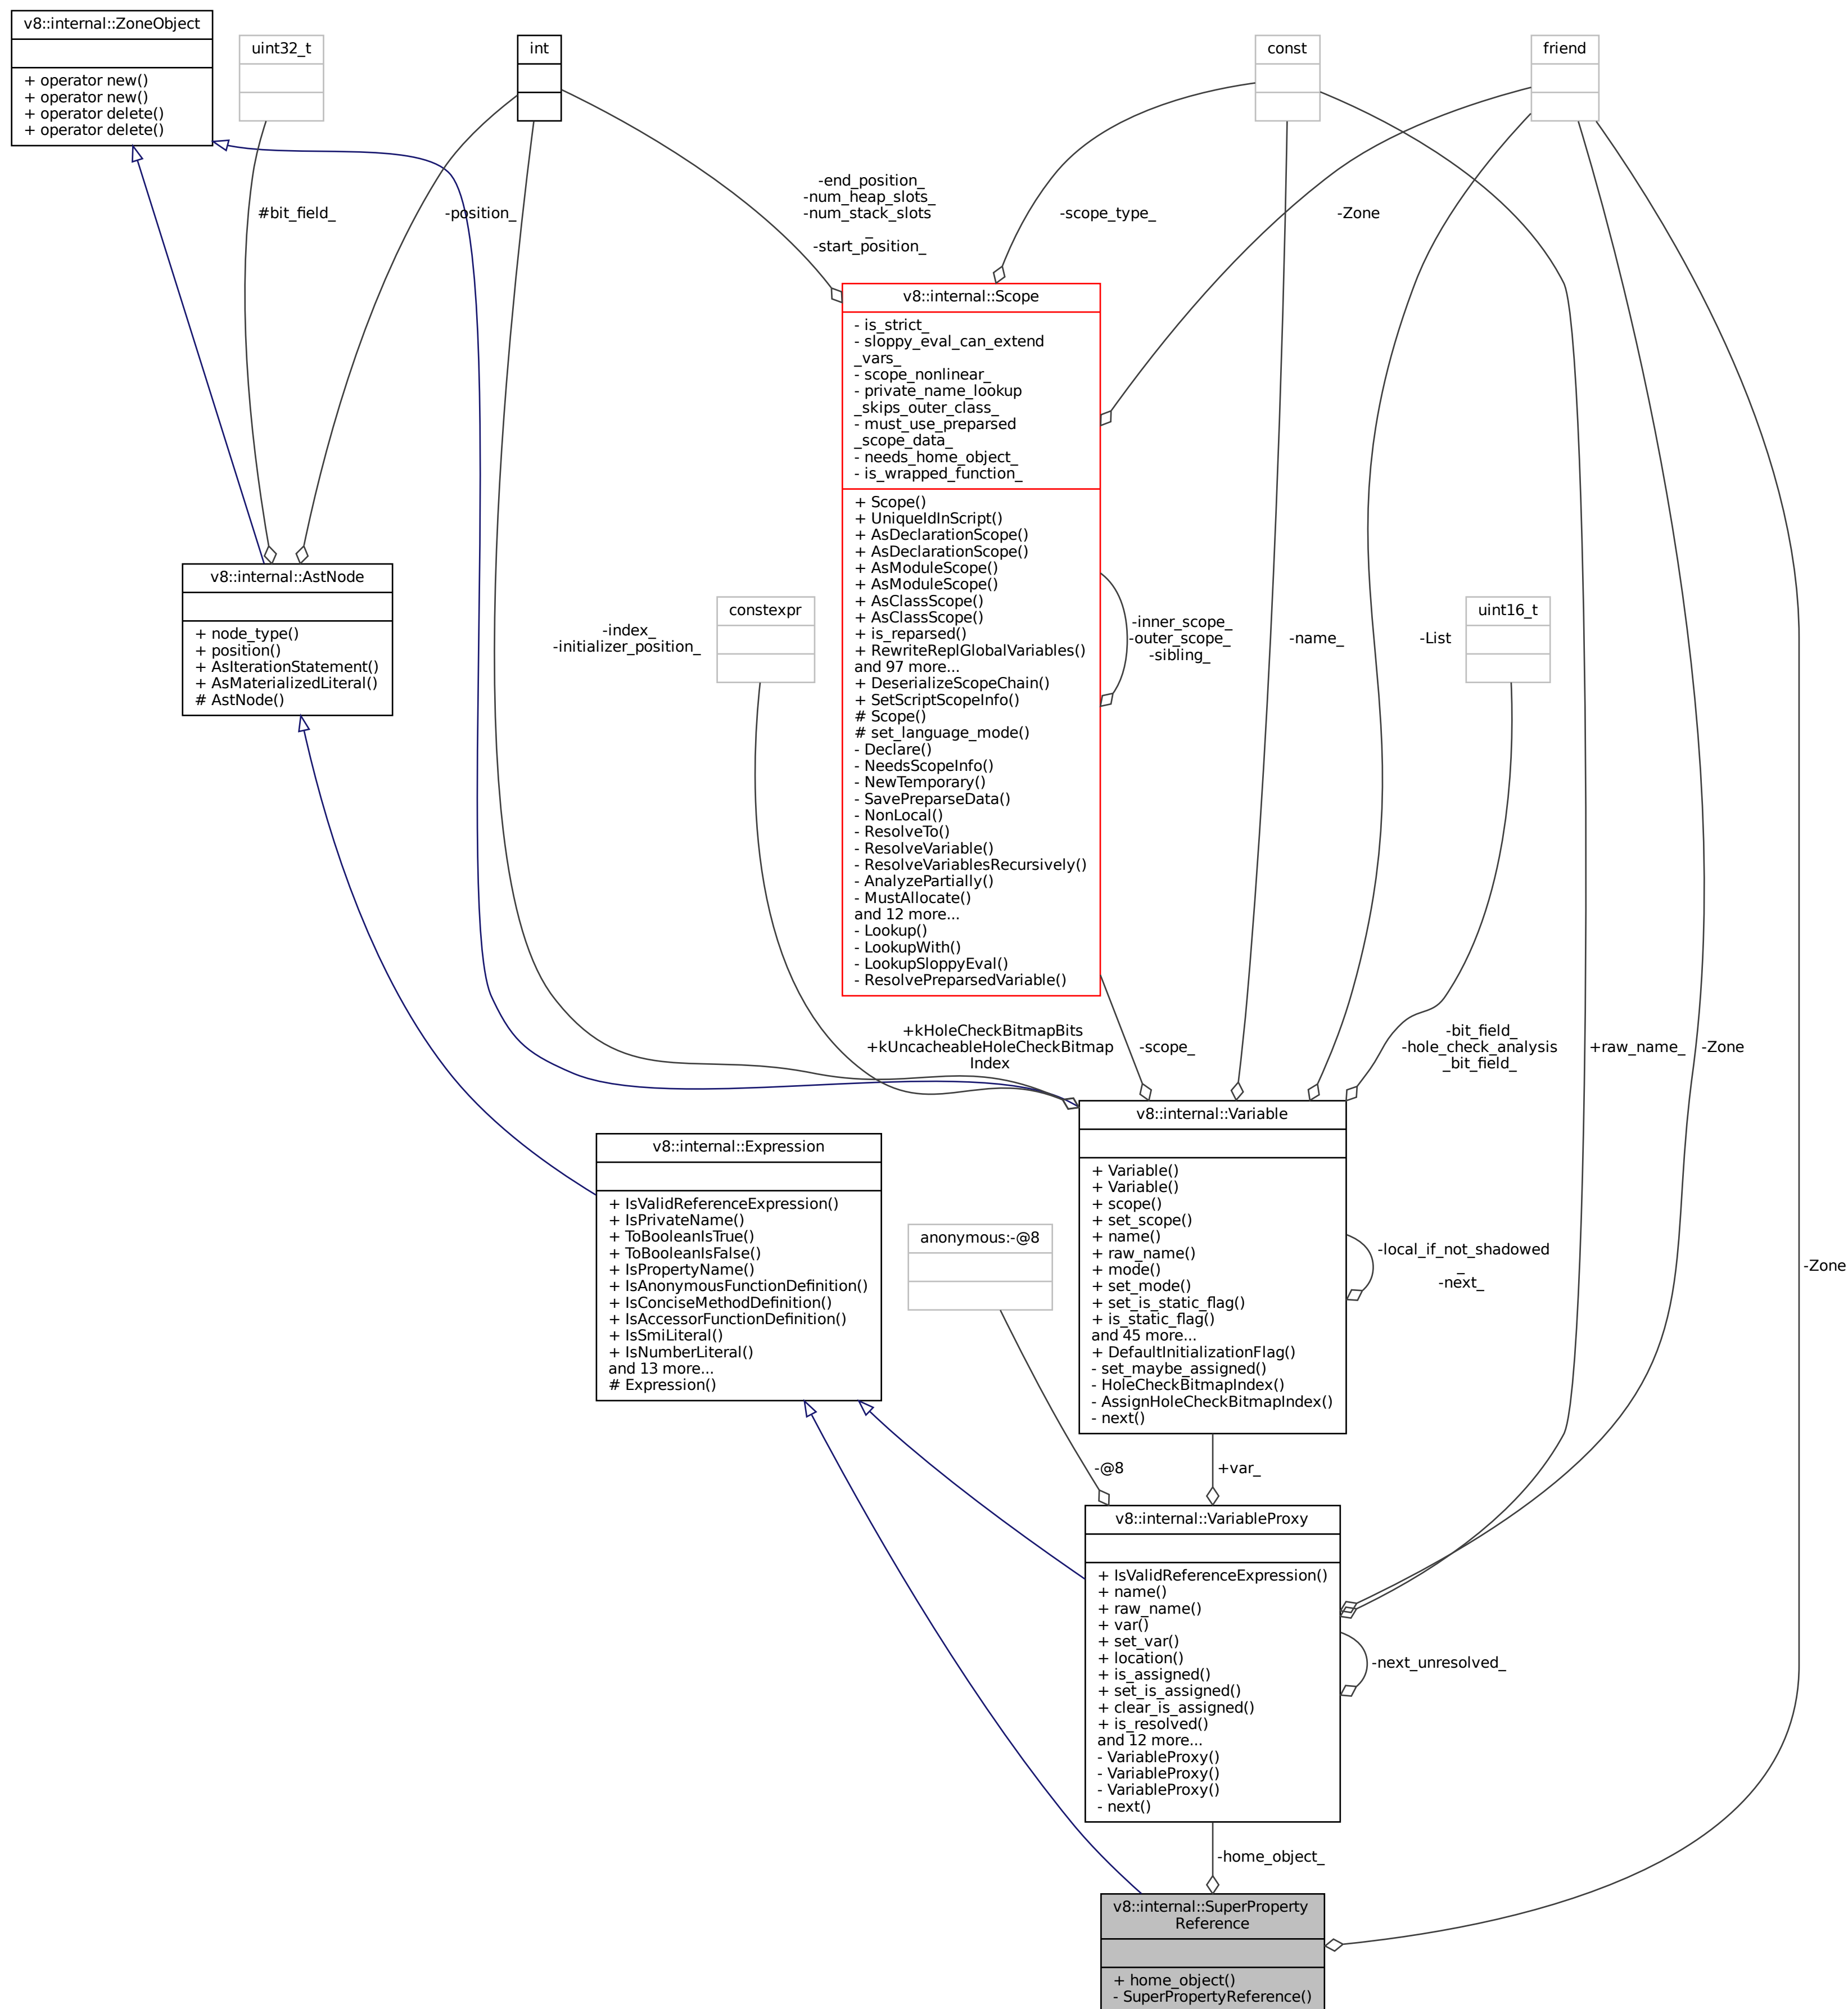 v8::internal::ZoneObject
+ operator new()
+ operator new()
+ operator delete()
+ operator delete()
uint32_t
int
const
friend
#bit_field_
-position_
-end_position_
-num_heap_slots_
-num_stack_slots
_
-start_position_
-scope_type_
-Zone
v8::internal::Scope
- is_strict_
- sloppy_eval_can_extend
_vars_
- scope_nonlinear_
- private_name_lookup
_skips_outer_class_
- must_use_preparsed
_scope_data_
- needs_home_object_
- is_wrapped_function_
+ Scope()
+ UniqueIdInScript()
+ AsDeclarationScope()
+ AsDeclarationScope()
+ AsModuleScope()
+ AsModuleScope()
+ AsClassScope()
+ AsClassScope()
+ is_reparsed()
+ RewriteReplGlobalVariables()
and 97 more...
+ DeserializeScopeChain()
+ SetScriptScopeInfo()
# Scope()
# set_language_mode()
- Declare()
- NeedsScopeInfo()
- NewTemporary()
- SavePreparseData()
- NonLocal()
- ResolveTo()
- ResolveVariable()
- ResolveVariablesRecursively()
- AnalyzePartially()
- MustAllocate()
and 12 more...
- Lookup()
- LookupWith()
- LookupSloppyEval()
- ResolvePreparsedVariable()
v8::internal::AstNode
+ node_type()
+ position()
+ AsIterationStatement()
+ AsMaterializedLiteral()
# AstNode()
-index_
-initializer_position_
constexpr
-inner_scope_
-outer_scope_
-sibling_
-name_
-List
uint16_t
+kHoleCheckBitmapBits
+kUncacheableHoleCheckBitmap
Index
-scope_
-bit_field_
-hole_check_analysis
_bit_field_
+raw_name_
-Zone
v8::internal::Variable
+ Variable()
+ Variable()
+ scope()
+ set_scope()
+ name()
+ raw_name()
+ mode()
+ set_mode()
+ set_is_static_flag()
+ is_static_flag()
and 45 more...
+ DefaultInitializationFlag()
- set_maybe_assigned()
- HoleCheckBitmapIndex()
- AssignHoleCheckBitmapIndex()
- next()
v8::internal::Expression
+ IsValidReferenceExpression()
+ IsPrivateName()
+ ToBooleanIsTrue()
+ ToBooleanIsFalse()
+ IsPropertyName()
+ IsAnonymousFunctionDefinition()
+ IsConciseMethodDefinition()
+ IsAccessorFunctionDefinition()
+ IsSmiLiteral()
+ IsNumberLiteral()
and 13 more...
# Expression()
anonymous:-@8
-local_if_not_shadowed
_
-next_
-Zone
-@8
+var_
v8::internal::VariableProxy
+ IsValidReferenceExpression()
+ name()
+ raw_name()
+ var()
+ set_var()
+ location()
+ is_assigned()
+ set_is_assigned()
+ clear_is_assigned()
+ is_resolved()
and 12 more...
- VariableProxy()
- VariableProxy()
- VariableProxy()
- next()
-next_unresolved_
-home_object_
v8::internal::SuperProperty
Reference
+ home_object()
- SuperPropertyReference()